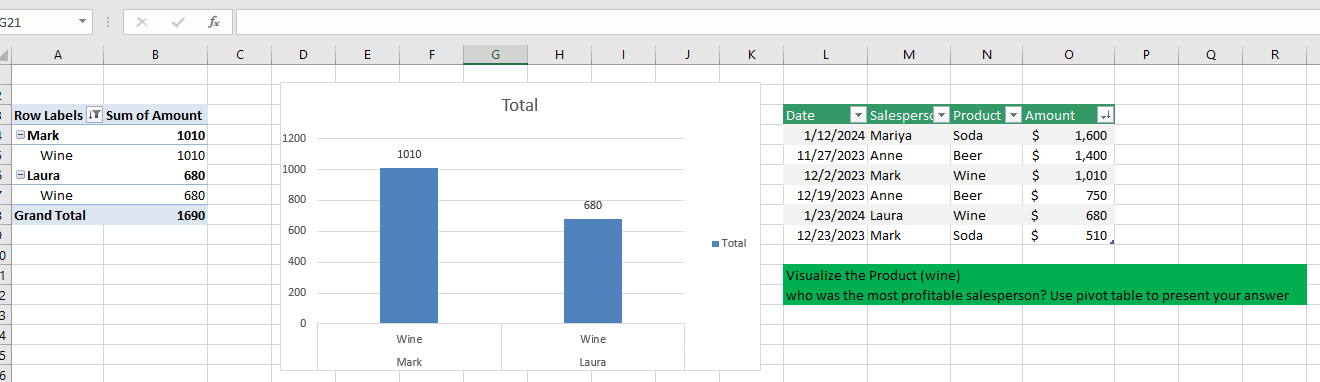 G21
fx
A B C D E F G H I J K L M N O P Q R
Row Labels Sum of Amount
Mark 1010
Wine 1010
Laura 680
Wine 680
Grand Total 1690
Total
1200
1000
800
600
400
200
0
1010
680
Wine Wine
Mark Laura
Total
Date Salesperso Product Amount
1/12/2024 Mariya Soda $ 1,600
11/27/2023 Anne Beer $ 1,400
12/2/2023 Mark Wine $ 1,010
12/19/2023 Anne Beer $ 750
1/23/2024 Laura Wine $ 680
12/23/2023 Mark Soda $ 510
Visualize the Product (wine)
who was the most profitable salesperson? Use pivot table to present your answer